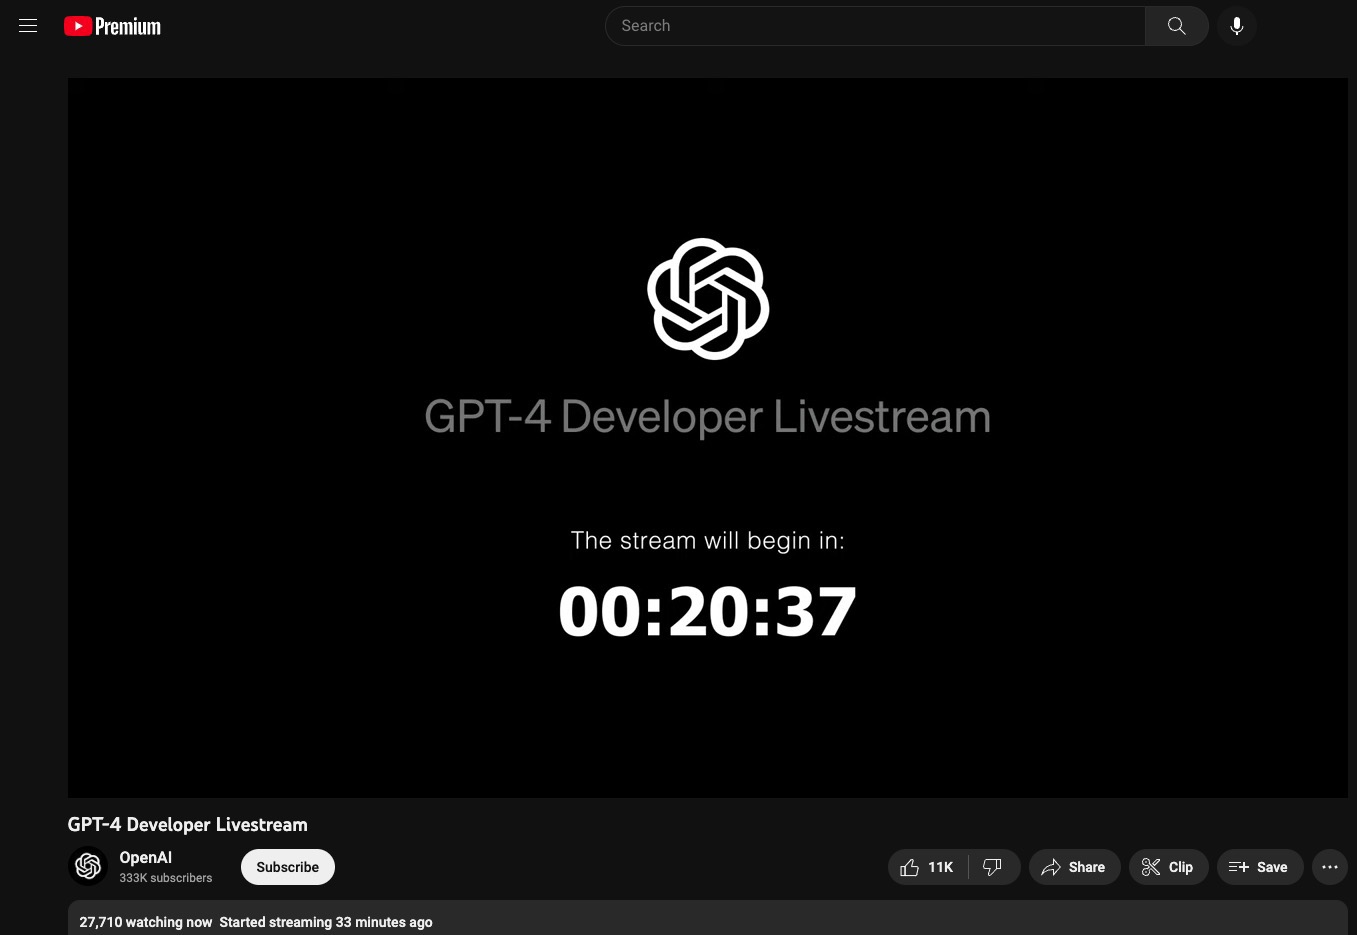 Premium
Search
GPT-4 Developer Livestream
The stream will begin in:
00:20:37
GPT-4 Developer Livestream
OpenAI
333K subscribers
Subscribe
11K
Share
Clip
Save
27,710 watching now Started streaming 33 minutes ago